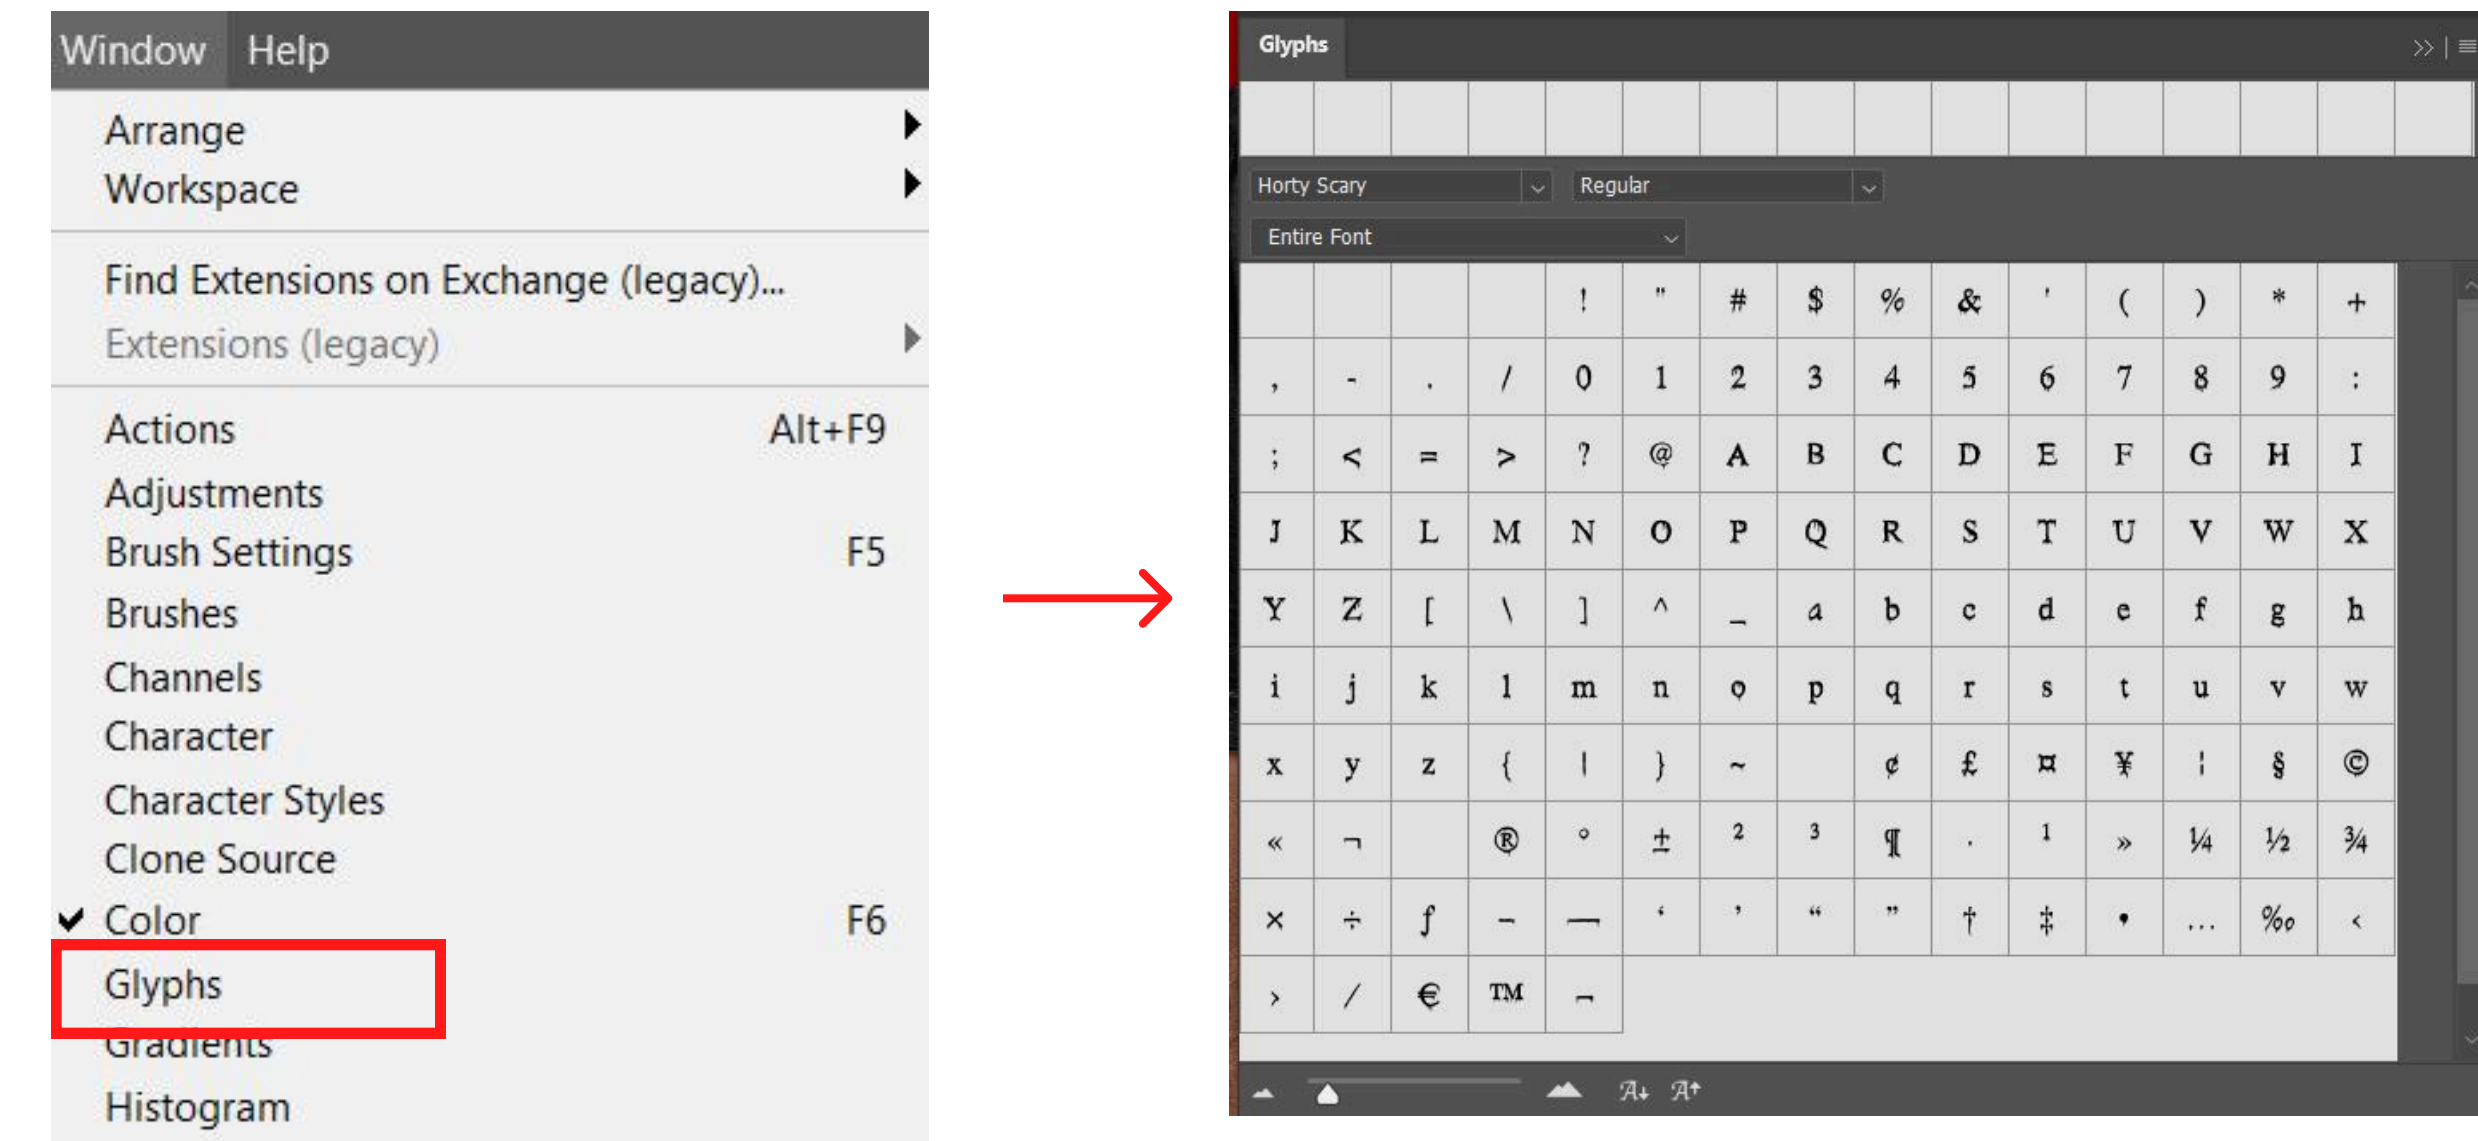 Window Help
Arrange
Workspace
Find Extensions on Exchange (legacy)...
Extensions (legacy)
Actions Alt+F9
Adjustments
Brush Settings F5
Brushes
Channels
Character
Character Styles
Clone Source
Color F6
Glyphs
Gradients
Histogram
Glyphs
Horty Scary Regular
Entire Font
! " # $ % & ' ( ) * +
, - . / 0 1 2 3 4 5 6 7 8 9 :
; < = > ? @ A B C D E F G H I
J K L M N O P Q R S T U V W X
Y Z [ \ ] ^ _ a b c d e f g h
i j k l m n o p q r s t u v w
x y z { | } ~ ¢ £ ¤ ¥ ¦ § ©
« ¬ ® ° ± ² ³ ¶ · ¹ » ¼ ½ ¾
× ÷ ƒ – — ‘ ’ “ ” † ‡ • … ‰ ‹
› ⁄ € ™ ¬